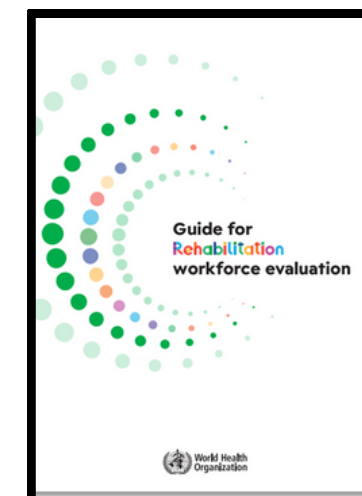 Guide for
Rehabilitation
workforce evaluation
World Health
Organization